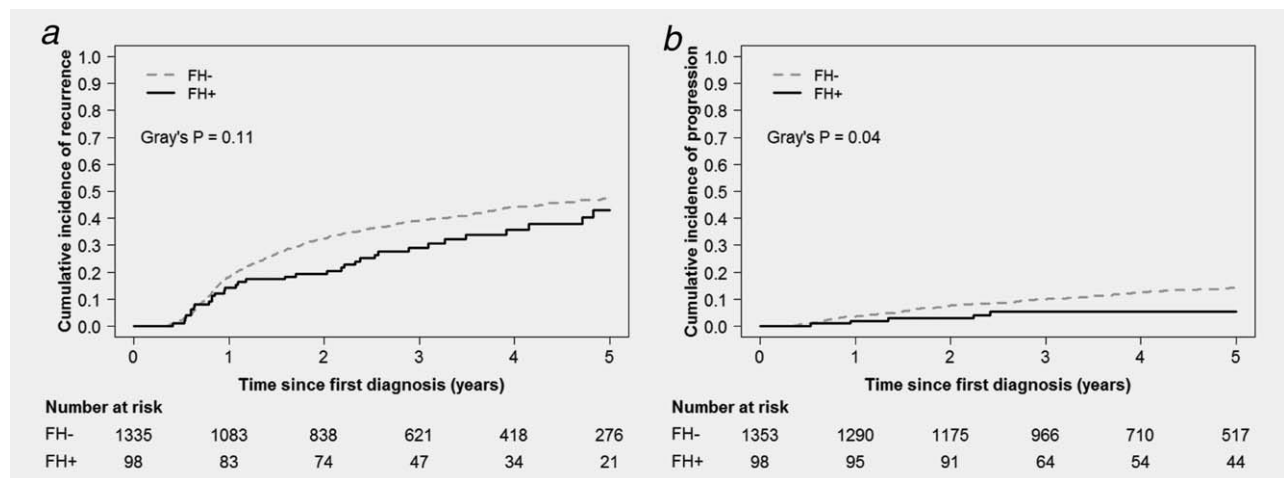 a
Cumulative incidence of recurrence
1.0
0.9
0.8
0.7
0.6
0.5
0.4
0.3
0.2
0.1
0.0
FH-
FH+
Gray's P = 0.11
0 1 2 3 4 5
Time since first diagnosis (years)
Number at risk
FH- 1335 1083 838 621 418 276
FH+ 98 83 74 47 34 21
b
Cumulative incidence of progression
1.0
0.9
0.8
0.7
0.6
0.5
0.4
0.3
0.2
0.1
0.0
FH-
FH+
Gray's P = 0.04
0 1 2 3 4 5
Time since first diagnosis (years)
Number at risk
FH- 1353 1290 1175 966 710 517
FH+ 98 95 91 64 54 44